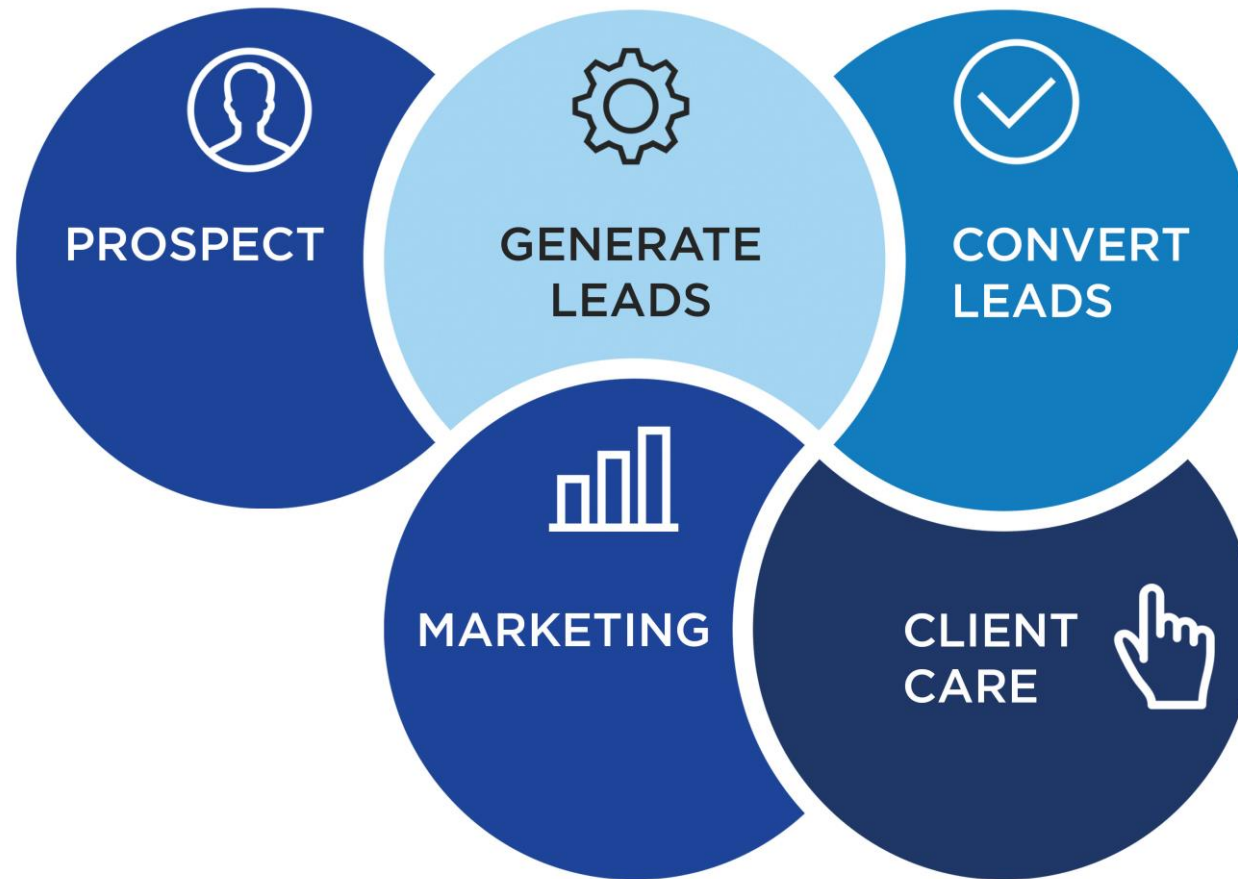 PROSPECT
GENERATE
LEADS
CONVERT
LEADS
MARKETING
CLIENT
CARE